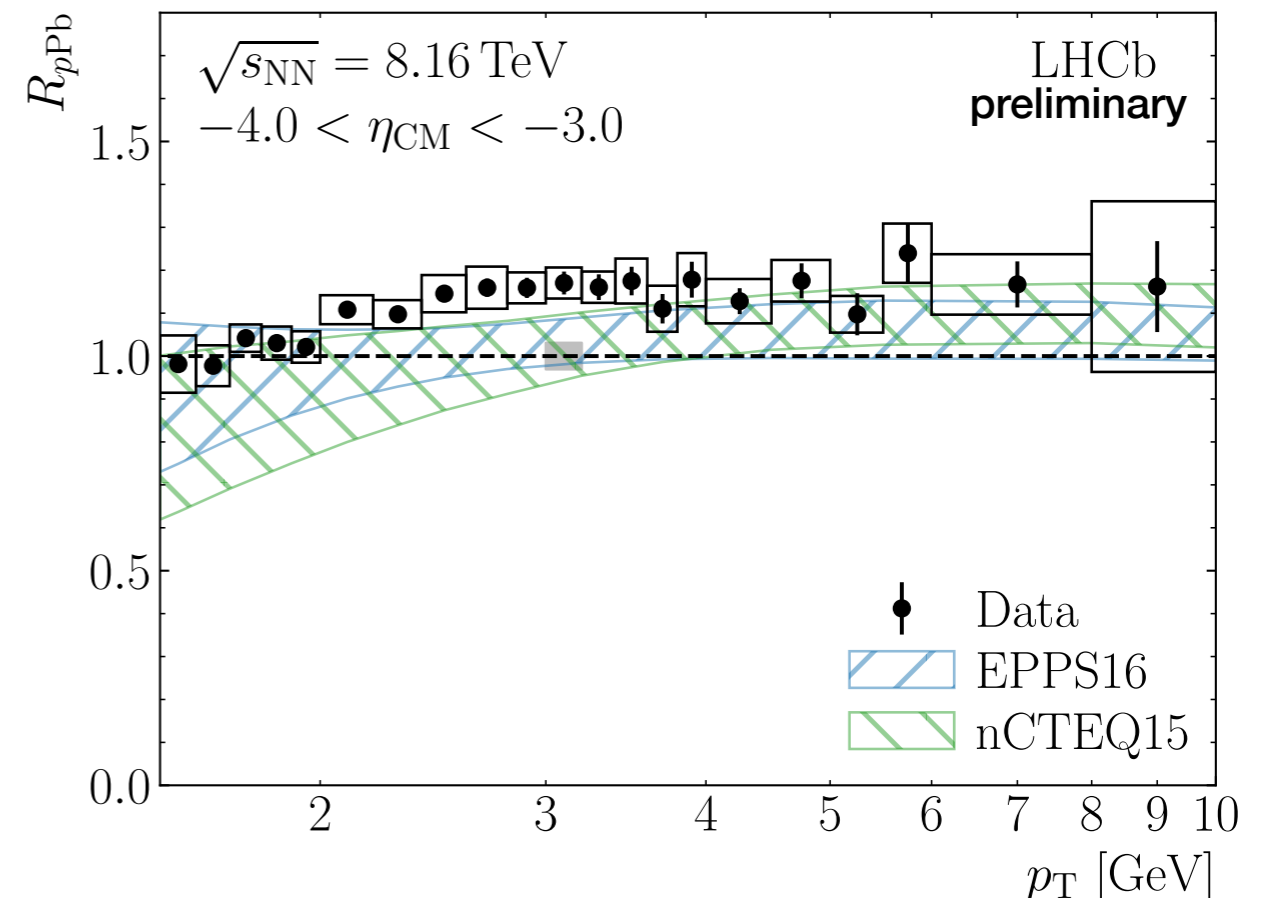 √s_NN = 8.16 TeV
−4.0 < η_CM < −3.0
LHCb
preliminary
R_pPb
1.5
1.0
0.5
0.0
Data
EPPS16
nCTEQ15
2 3 4 5 6 7 8 9 10
p_T [GeV]